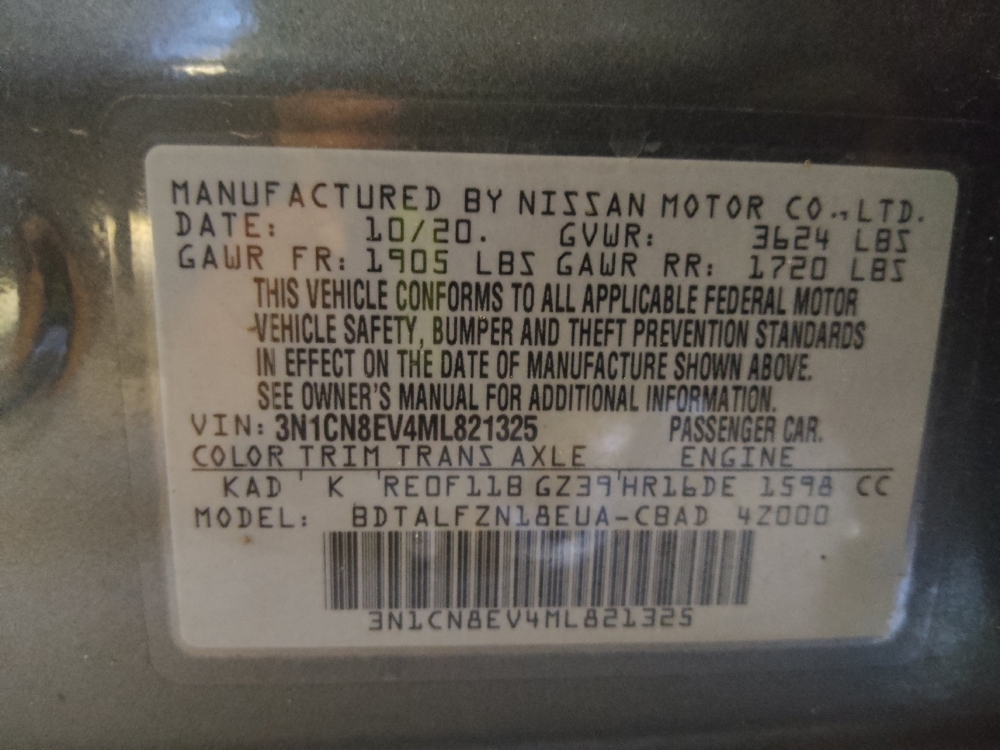 MANUFACTURED BY NISSAN MOTOR CO., LTD.
DATE: 10/20. GVWR: 3624 LBS
GAWR FR: 1905 LBS GAWR RR: 1720 LBS
THIS VEHICLE CONFORMS TO ALL APPLICABLE FEDERAL MOTOR
VEHICLE SAFETY, BUMPER AND THEFT PREVENTION STANDARDS
IN EFFECT ON THE DATE OF MANUFACTURE SHOWN ABOVE.
SEE OWNER'S MANUAL FOR ADDITIONAL INFORMATION.
VIN: 3N1CN8EV4ML821325 PASSENGER CAR.
COLOR TRIM TRANS AXLE ENGINE
KAD K RE0F11B GZ39 HR16DE 1598 CC
MODEL: BDTALFZN18EUA-CBAD 4Z000
3N1CN8EV4ML821325